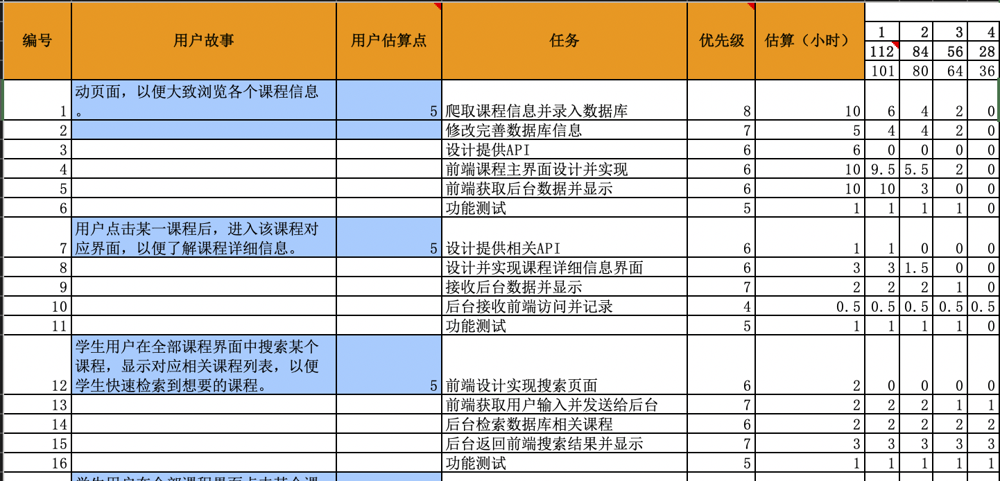 编号 用户故事 用户估算点 任务 优先级 估算（小时） 1 2 3 4
112 84 56 28
101 80 64 36
动页面，以便大致浏览各个课程信息
1 。 5 爬取课程信息并录入数据库 8 10 6 4 2 0
2 修改完善数据库信息 7 5 4 4 2 0
3 设计提供API 6 6 0 0 0 0
4 前端课程主界面设计并实现 6 10 9.5 5.5 2 0
5 前端获取后台数据并显示 6 10 10 3 0 0
6 功能测试 5 1 1 1 1 0
用户点击某一课程后，进入该课程对
7 应界面，以便了解课程详细信息。 5 设计提供相关API 6 1 1 0 0 0
8 设计并实现课程详细信息界面 6 3 3 1.5 0 0
9 接收后台数据并显示 7 2 2 2 1 0
10 后台接收前端访问并记录 4 0.5 0.5 0.5 0.5 0.5
11 功能测试 5 1 1 1 1 0
学生用户在全部课程界面中搜索某个
课程，显示对应相关课程列表，以便
12 学生快速检索到想要的课程。 5 前端设计实现搜索页面 6 2 0 0 0 0
13 前端获取用户输入并发送给后台 7 2 2 2 1 1
14 后台检索数据库相关课程 6 2 2 2 2 2
15 后台返回前端搜索结果并显示 7 3 3 3 3 3
16 功能测试 5 1 1 1 1 1